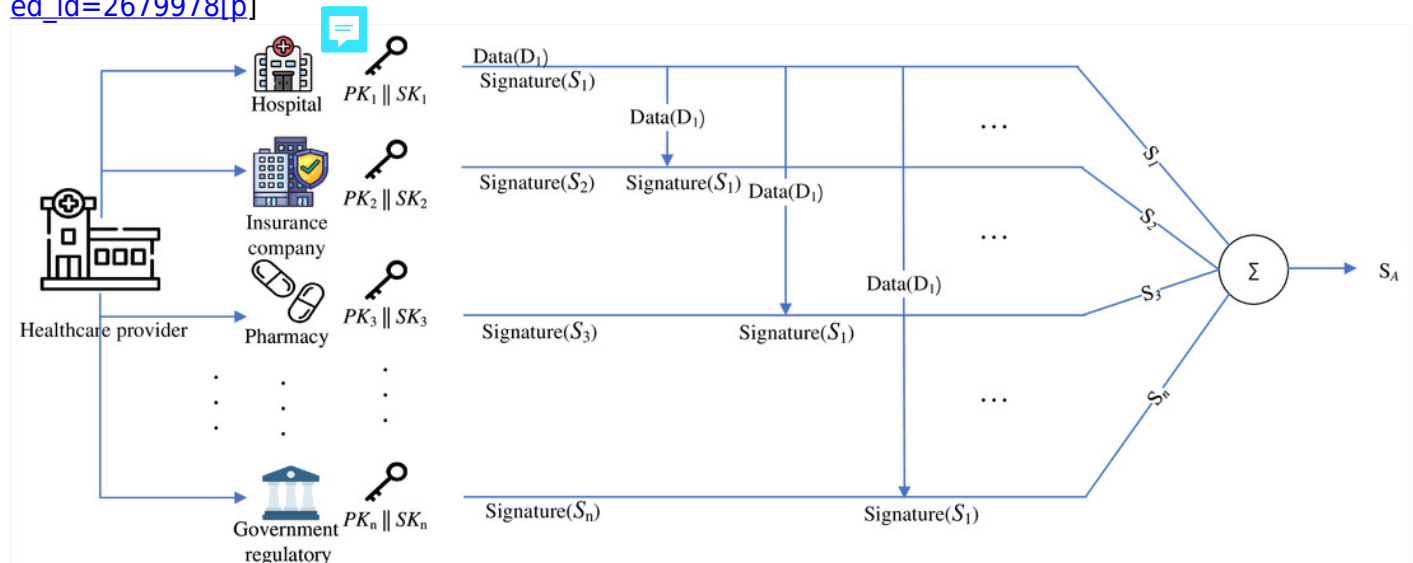 ed_id=2679978[p]
Data(D₁)
Signature(S₁)
Hospital
PK₁ || SK₁
Data(D₁)
...
S₁
Signature(S₂)
Signature(S₁)
Data(D₁)
PK₂ || SK₂
Insurance
company
S₂
...
Σ
S_A
Data(D₁)
S₃
PK₃ || SK₃
Healthcare provider
Pharmacy
Signature(S₃)
Signature(S₁)
...
Sₙ
PKₙ || SKₙ
Signature(Sₙ)
Signature(S₁)
Government
regulatory